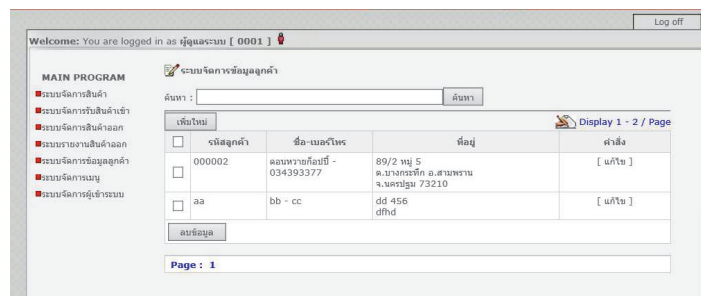 Log off
Welcome: You are logged in as ผู้ดูแลระบบ [ 0001 ]
MAIN PROGRAM
ระบบจัดการสินค้า
ระบบจัดการรับสินค้าเข้า
ระบบจัดการสินค้าออก
ระบบรายงานสินค้าออก
ระบบจัดการข้อมูลลูกค้า
ระบบจัดการเมนู
ระบบจัดการผู้เข้าระบบ
ระบบจัดการข้อมูลลูกค้า
ค้นหา : ค้นหา
เพิ่มใหม่ Display 1 - 2 / Page
รหัสลูกค้า ชื่อ-เบอร์โทร ที่อยู่ คำสั่ง
000002 ดอนหวายก็อปปี้ - 034393377 89/2 หมู่ 5 [ แก้ไข ]
ต.บางกระทึก อ.สามพราน
จ.นครปฐม 73210
aa bb - cc dd 456 [ แก้ไข ]
dfhd
ลบข้อมูล
Page : 1